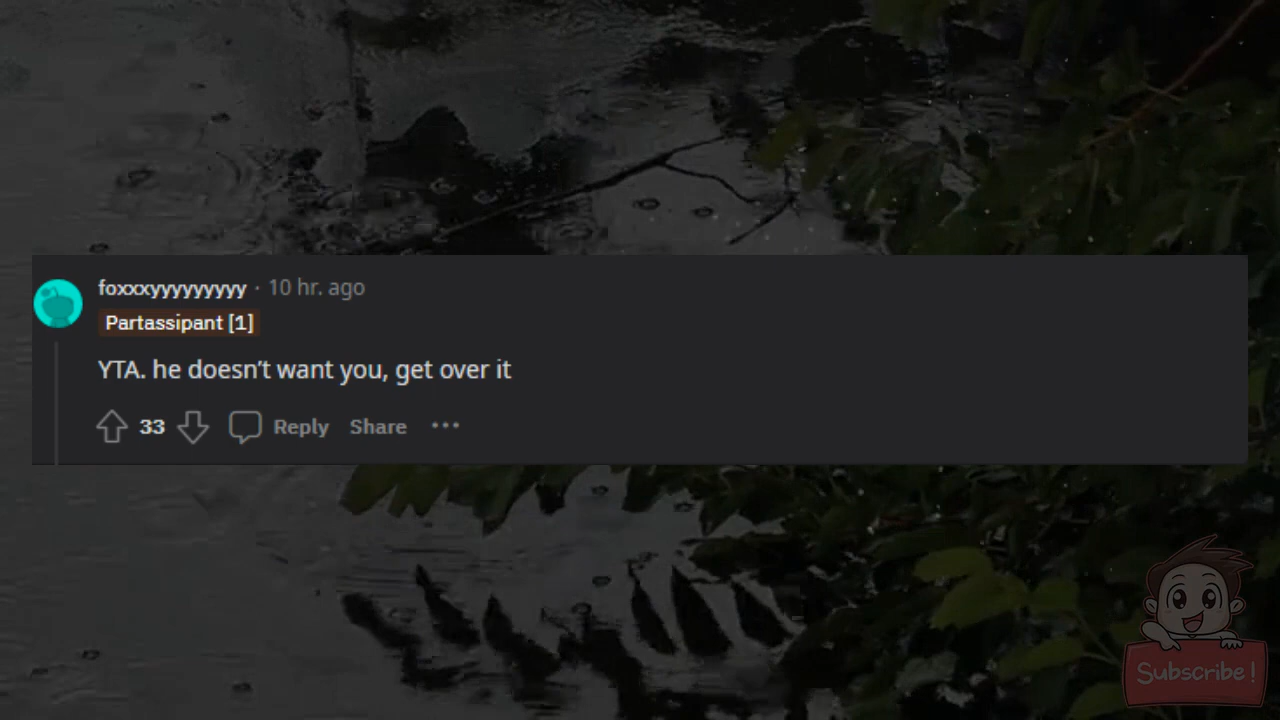 foxxxyyyyyyyyy · 10 hr. ago
Partassipant [1]
YTA. he doesn't want you, get over it
33 Reply Share ···
Subscribe!